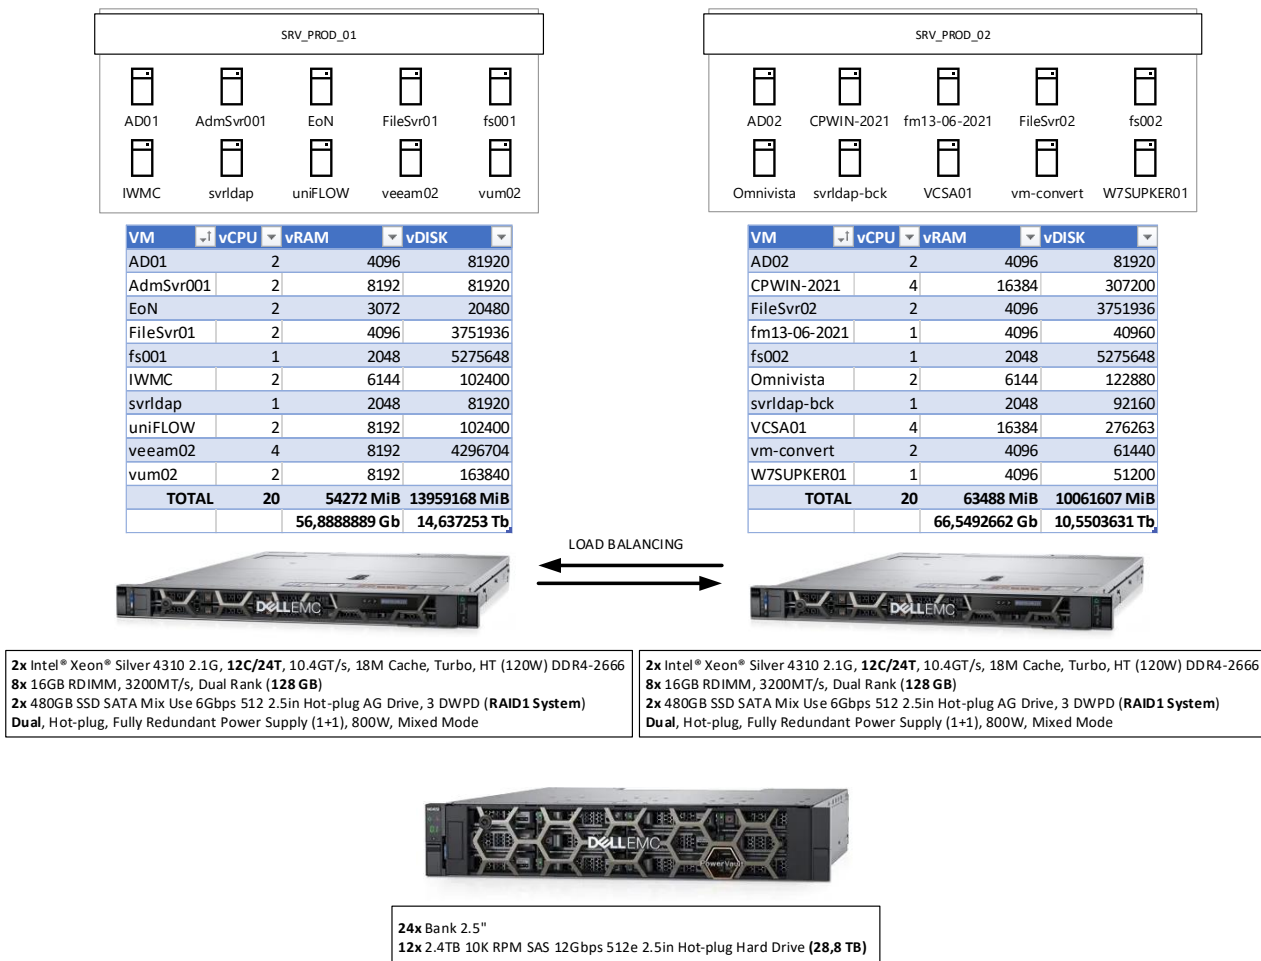 SRV_PROD_01
AD01 AdmSvr001 EoN FileSvr01 fs001
IWMC svrldap uniFLOW veeam02 vum02
VM vCPU vRAM vDISK
AD01 2 4096 81920
AdmSvr001 2 8192 81920
EoN 2 3072 20480
FileSvr01 2 4096 3751936
fs001 1 2048 5275648
IWMC 2 6144 102400
svrldap 1 2048 81920
uniFLOW 2 8192 102400
veeam02 4 8192 4296704
vum02 2 8192 163840
TOTAL 20 54272 MiB 13959168 MiB
56,8888889 Gb 14,637253 Tb
SRV_PROD_02
AD02 CPWIN-2021 fm13-06-2021 FileSvr02 fs002
Omnivista svrldap-bck VCSA01 vm-convert W7SUPKER01
VM vCPU vRAM vDISK
AD02 2 4096 81920
CPWIN-2021 4 16384 307200
FileSvr02 2 4096 3751936
fm13-06-2021 1 4096 40960
fs002 1 2048 5275648
Omnivista 2 6144 122880
svrldap-bck 1 2048 92160
VCSA01 4 16384 276263
vm-convert 2 4096 61440
W7SUPKER01 1 4096 51200
TOTAL 20 63488 MiB 10061607 MiB
66,5492662 Gb 10,5503631 Tb
LOAD BALANCING
DELLEMC
DELLEMC
2x Intel® Xeon® Silver 4310 2.1G, 12C/24T, 10.4GT/s, 18M Cache, Turbo, HT (120W) DDR4-2666
8x 16GB RDIMM, 3200MT/s, Dual Rank (128 GB)
2x 480GB SSD SATA Mix Use 6Gbps 512 2.5in Hot-plug AG Drive, 3 DWPD (RAID1 System)
Dual, Hot-plug, Fully Redundant Power Supply (1+1), 800W, Mixed Mode
2x Intel® Xeon® Silver 4310 2.1G, 12C/24T, 10.4GT/s, 18M Cache, Turbo, HT (120W) DDR4-2666
8x 16GB RDIMM, 3200MT/s, Dual Rank (128 GB)
2x 480GB SSD SATA Mix Use 6Gbps 512 2.5in Hot-plug AG Drive, 3 DWPD (RAID1 System)
Dual, Hot-plug, Fully Redundant Power Supply (1+1), 800W, Mixed Mode
DELLEMC
PowerVault
24x Bank 2.5"
12x 2.4TB 10K RPM SAS 12Gbps 512e 2.5in Hot-plug Hard Drive (28,8 TB)